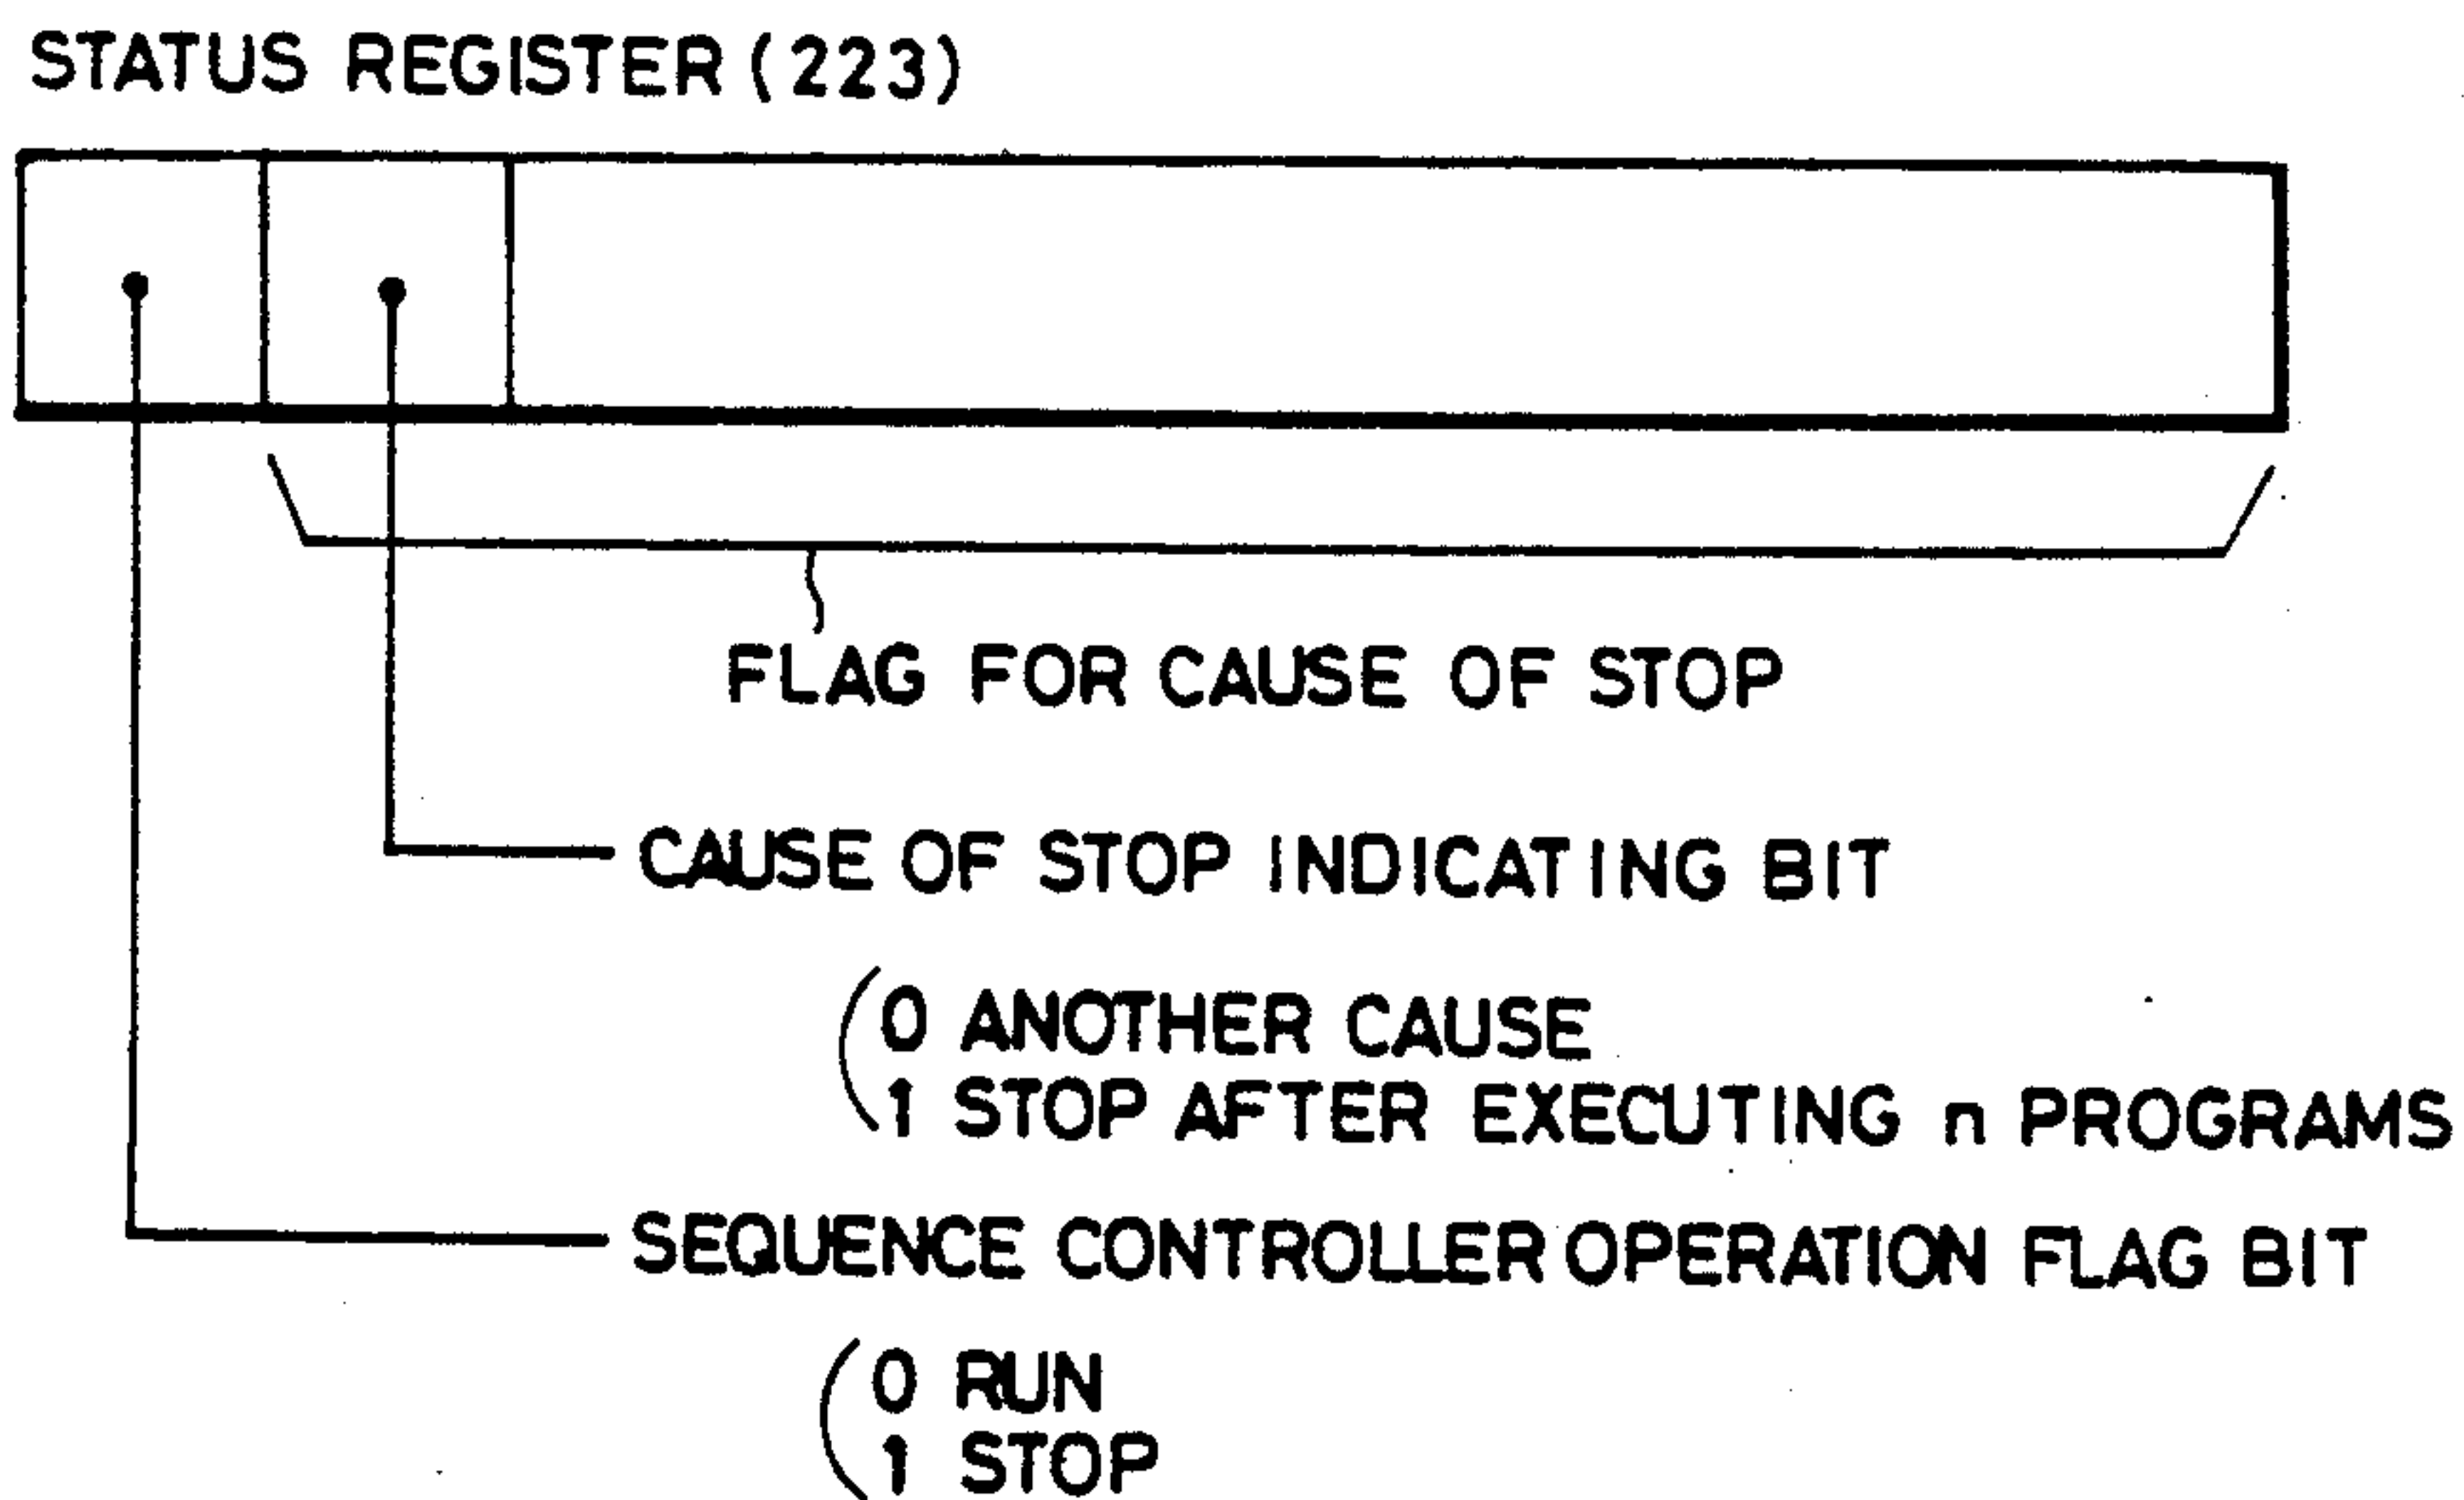 STATUS REGISTER (223)
FLAG FOR CAUSE OF STOP
CAUSE OF STOP INDICATING BIT
0 ANOTHER CAUSE
1 STOP AFTER EXECUTING n PROGRAMS
SEQUENCE CONTROLLER OPERATION FLAG BIT
0 RUN
1 STOP